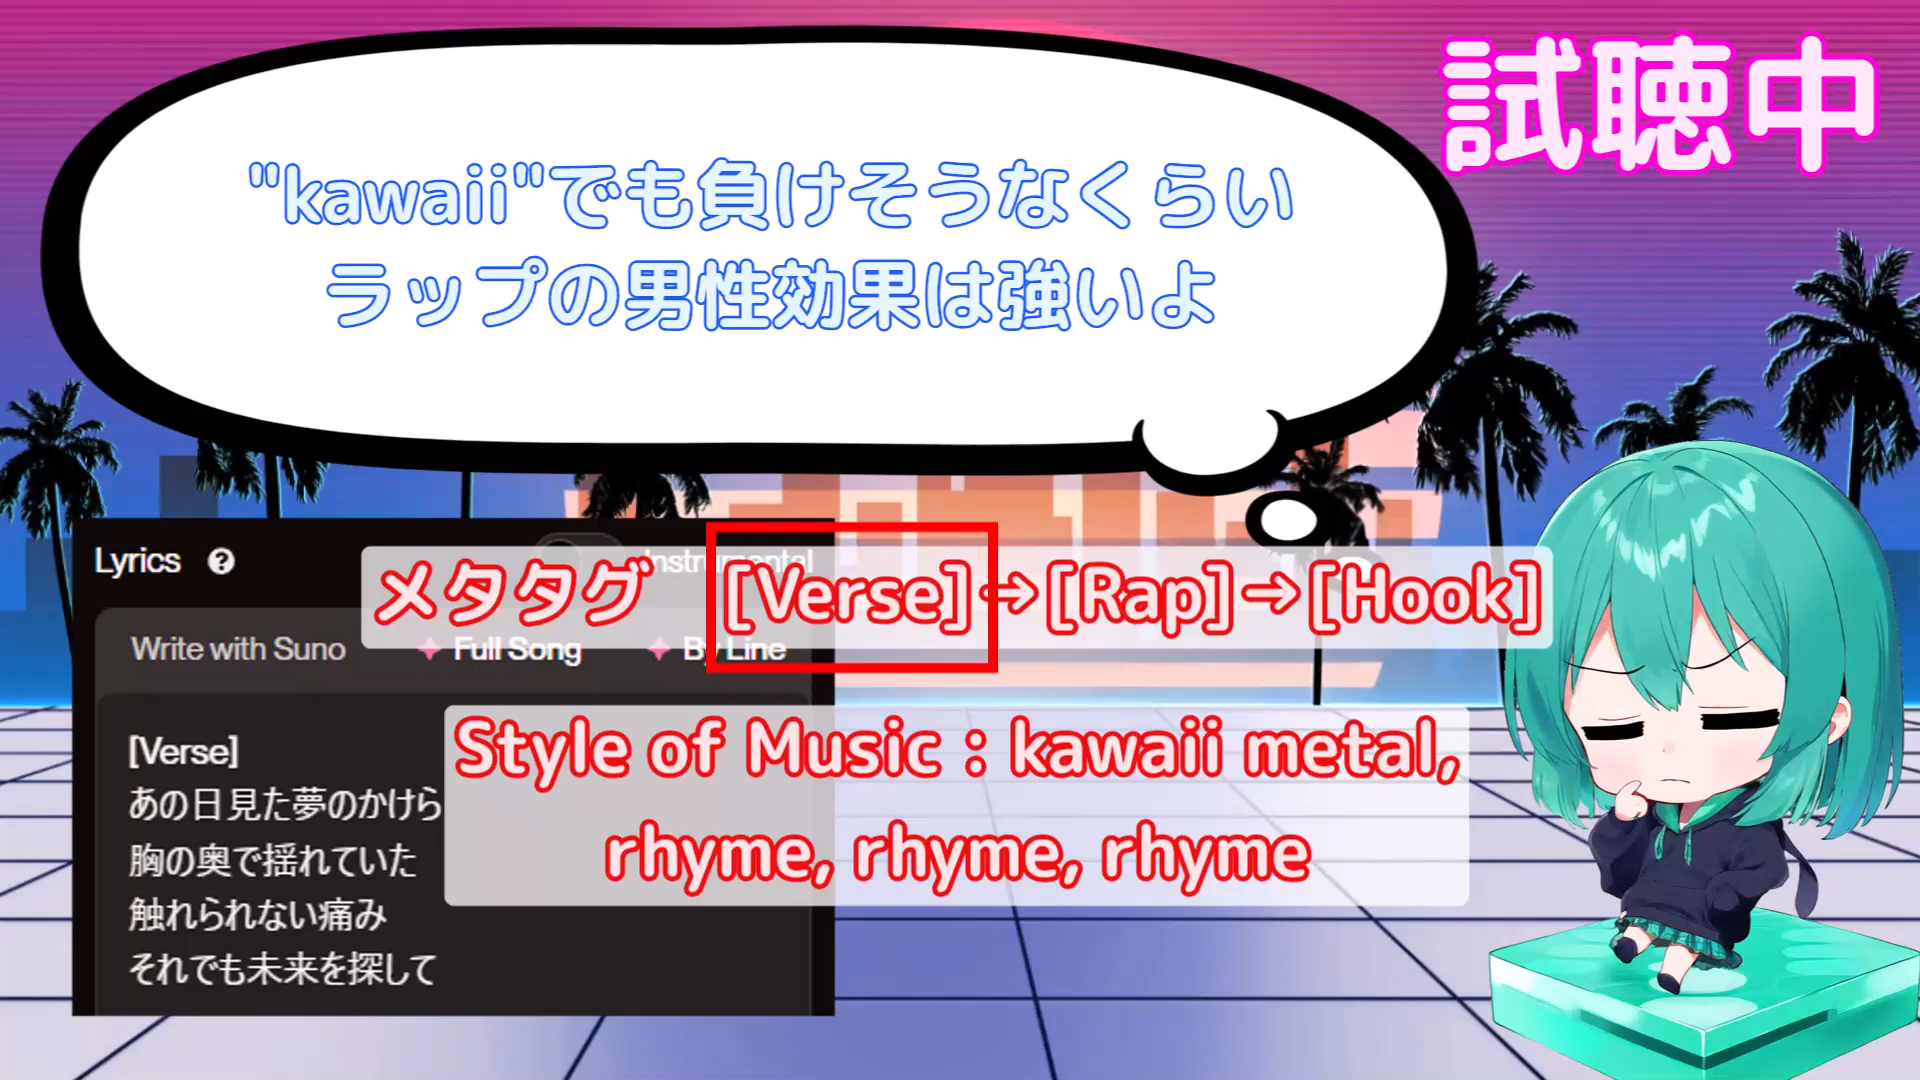 試聴中
"kawaii"でも負けそうなくらい
ラップの男性効果は強いよ
Lyrics ?
Instrumental
メタタグ [Verse]→[Rap]→[Hook]
Write with Suno Full Song By Line
Style of Music : kawaii metal,
rhyme, rhyme, rhyme
[Verse]
あの日見た夢のかけら
胸の奥で揺れていた
触れられない痛み
それでも未来を探して